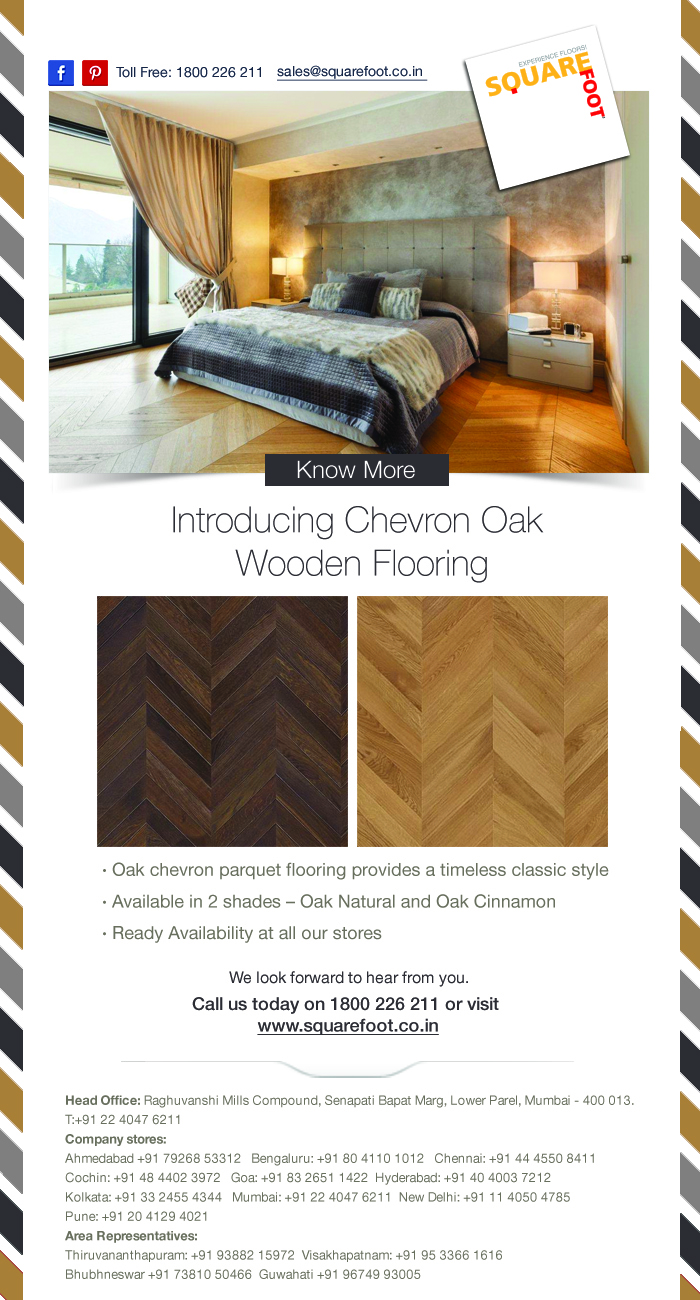 f
Toll Free: 1800 226 211 sales@squarefoot.co.in
EXPERIENCE FLOORS!
SQUARE
FOOT
Know More
Introducing Chevron Oak
Wooden Flooring
· Oak chevron parquet flooring provides a timeless classic style
· Available in 2 shades – Oak Natural and Oak Cinnamon
· Ready Availability at all our stores
We look forward to hear from you.
Call us today on 1800 226 211 or visit
www.squarefoot.co.in
Head Office: Raghuvanshi Mills Compound, Senapati Bapat Marg, Lower Parel, Mumbai - 400 013.
T:+91 22 4047 6211
Company stores:
Ahmedabad +91 79268 53312 Bengaluru: +91 80 4110 1012 Chennai: +91 44 4550 8411
Cochin: +91 48 4402 3972 Goa: +91 83 2651 1422 Hyderabad: +91 40 4003 7212
Kolkata: +91 33 2455 4344 Mumbai: +91 22 4047 6211 New Delhi: +91 11 4050 4785
Pune: +91 20 4129 4021
Area Representatives:
Thiruvananthapuram: +91 93882 15972 Visakhapatnam: +91 95 3366 1616
Bhubhneswar +91 73810 50466 Guwahati +91 96749 93005